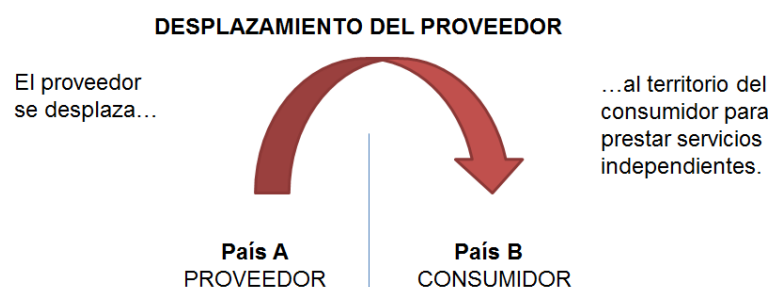 DESPLAZAMIENTO DEL PROVEEDOR
El proveedor
se desplaza…
…al territorio del
consumidor para
prestar servicios
independientes.
País A
PROVEEDOR
País B
CONSUMIDOR